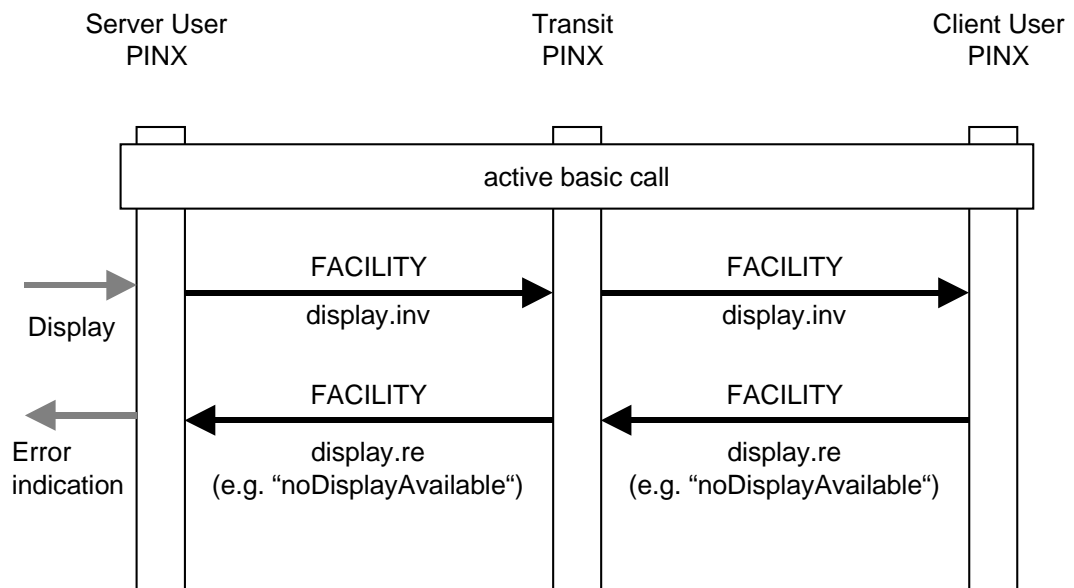 Server User
PINX
Transit
PINX
Client User
PINX
active basic call
FACILITY
FACILITY
display.inv
display.inv
Display
FACILITY
FACILITY
Error
indication
display.re
(e.g. “noDisplayAvailable“)
display.re
(e.g. “noDisplayAvailable“)